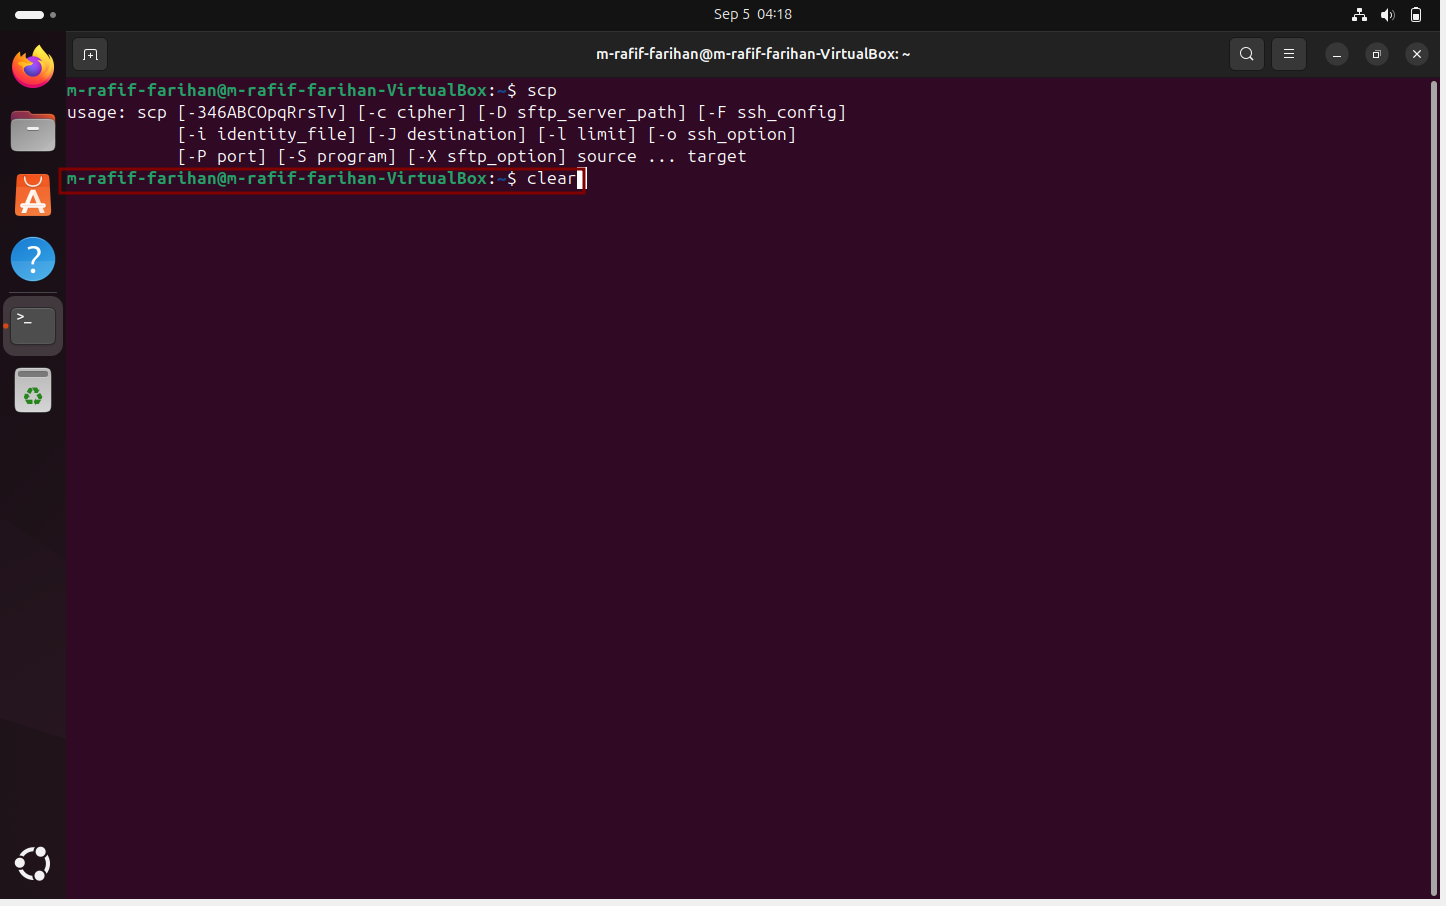 Sep 5 04:18
m-rafif-farihan@m-rafif-farihan-VirtualBox: ~
m-rafif-farihan@m-rafif-farihan-VirtualBox:~$ scp
usage: scp [-346ABCOpqRrsTv] [-c cipher] [-D sftp_server_path] [-F ssh_config]
           [-i identity_file] [-J destination] [-l limit] [-o ssh_option]
           [-P port] [-S program] [-X sftp_option] source ... target
m-rafif-farihan@m-rafif-farihan-VirtualBox:~$ clear